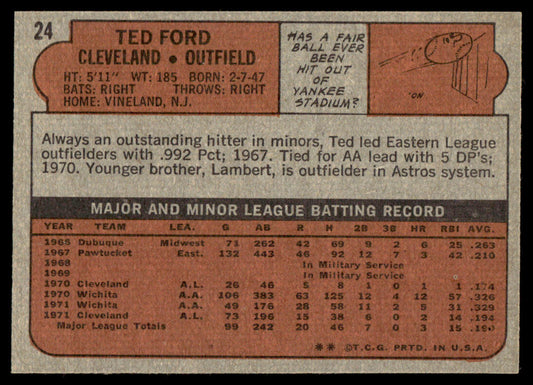 24
TED FORD
CLEVELAND • OUTFIELD
HT: 5'11" WT: 185 BORN: 2-7-47
BATS: RIGHT THROWS: RIGHT
HOME: VINELAND, N.J.
HAS A FAIR
BALL EVER
BEEN
HIT OUT
OF
YANKEE
STADIUM?
NO.
Always an outstanding hitter in minors, Ted led Eastern League
outfielders with .992 Pct; 1967. Tied for AA lead with 5 DP's;
1970. Younger brother, Lambert, is outfielder in Astros system.
MAJOR AND MINOR LEAGUE BATTING RECORD
YEAR TEAM LEA. G AB R H 2B 3B HR RBI AVG.
1965 Dubuque Midwest 71 262 42 69 9 2 6 25 .263
1967 Pawtucket East. 132 443 46 92 12 7 3 42 .210
1968 In Military Service
1969 In Military Service
1970 Cleveland A.L. 26 46 5 8 1 0 1 1 .174
1970 Wichita A.A. 106 383 63 125 12 4 12 57 .326
1971 Wichita A.A. 49 176 28 58 11 2 5 31 .329
1971 Cleveland A.L. 73 196 15 38 6 0 2 14 .194
Major League Totals 99 242 20 46 7 0 3 15 .190
** ©T.C.G. PRTD. IN U.S.A.